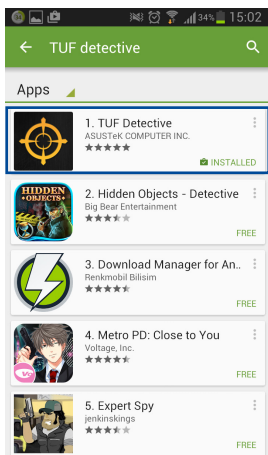 34% 15:02
TUF detective
Apps
1. TUF Detective
ASUSTeK COMPUTER INC.
INSTALLED
HIDDEN
OBJECTS
2. Hidden Objects - Detective
Big Bear Entertainment
FREE
3. Download Manager for An..
Renkmobil Bilisim
FREE
4. Metro PD: Close to You
Voltage, Inc.
FREE
5. Expert Spy
jenkinskings
FREE